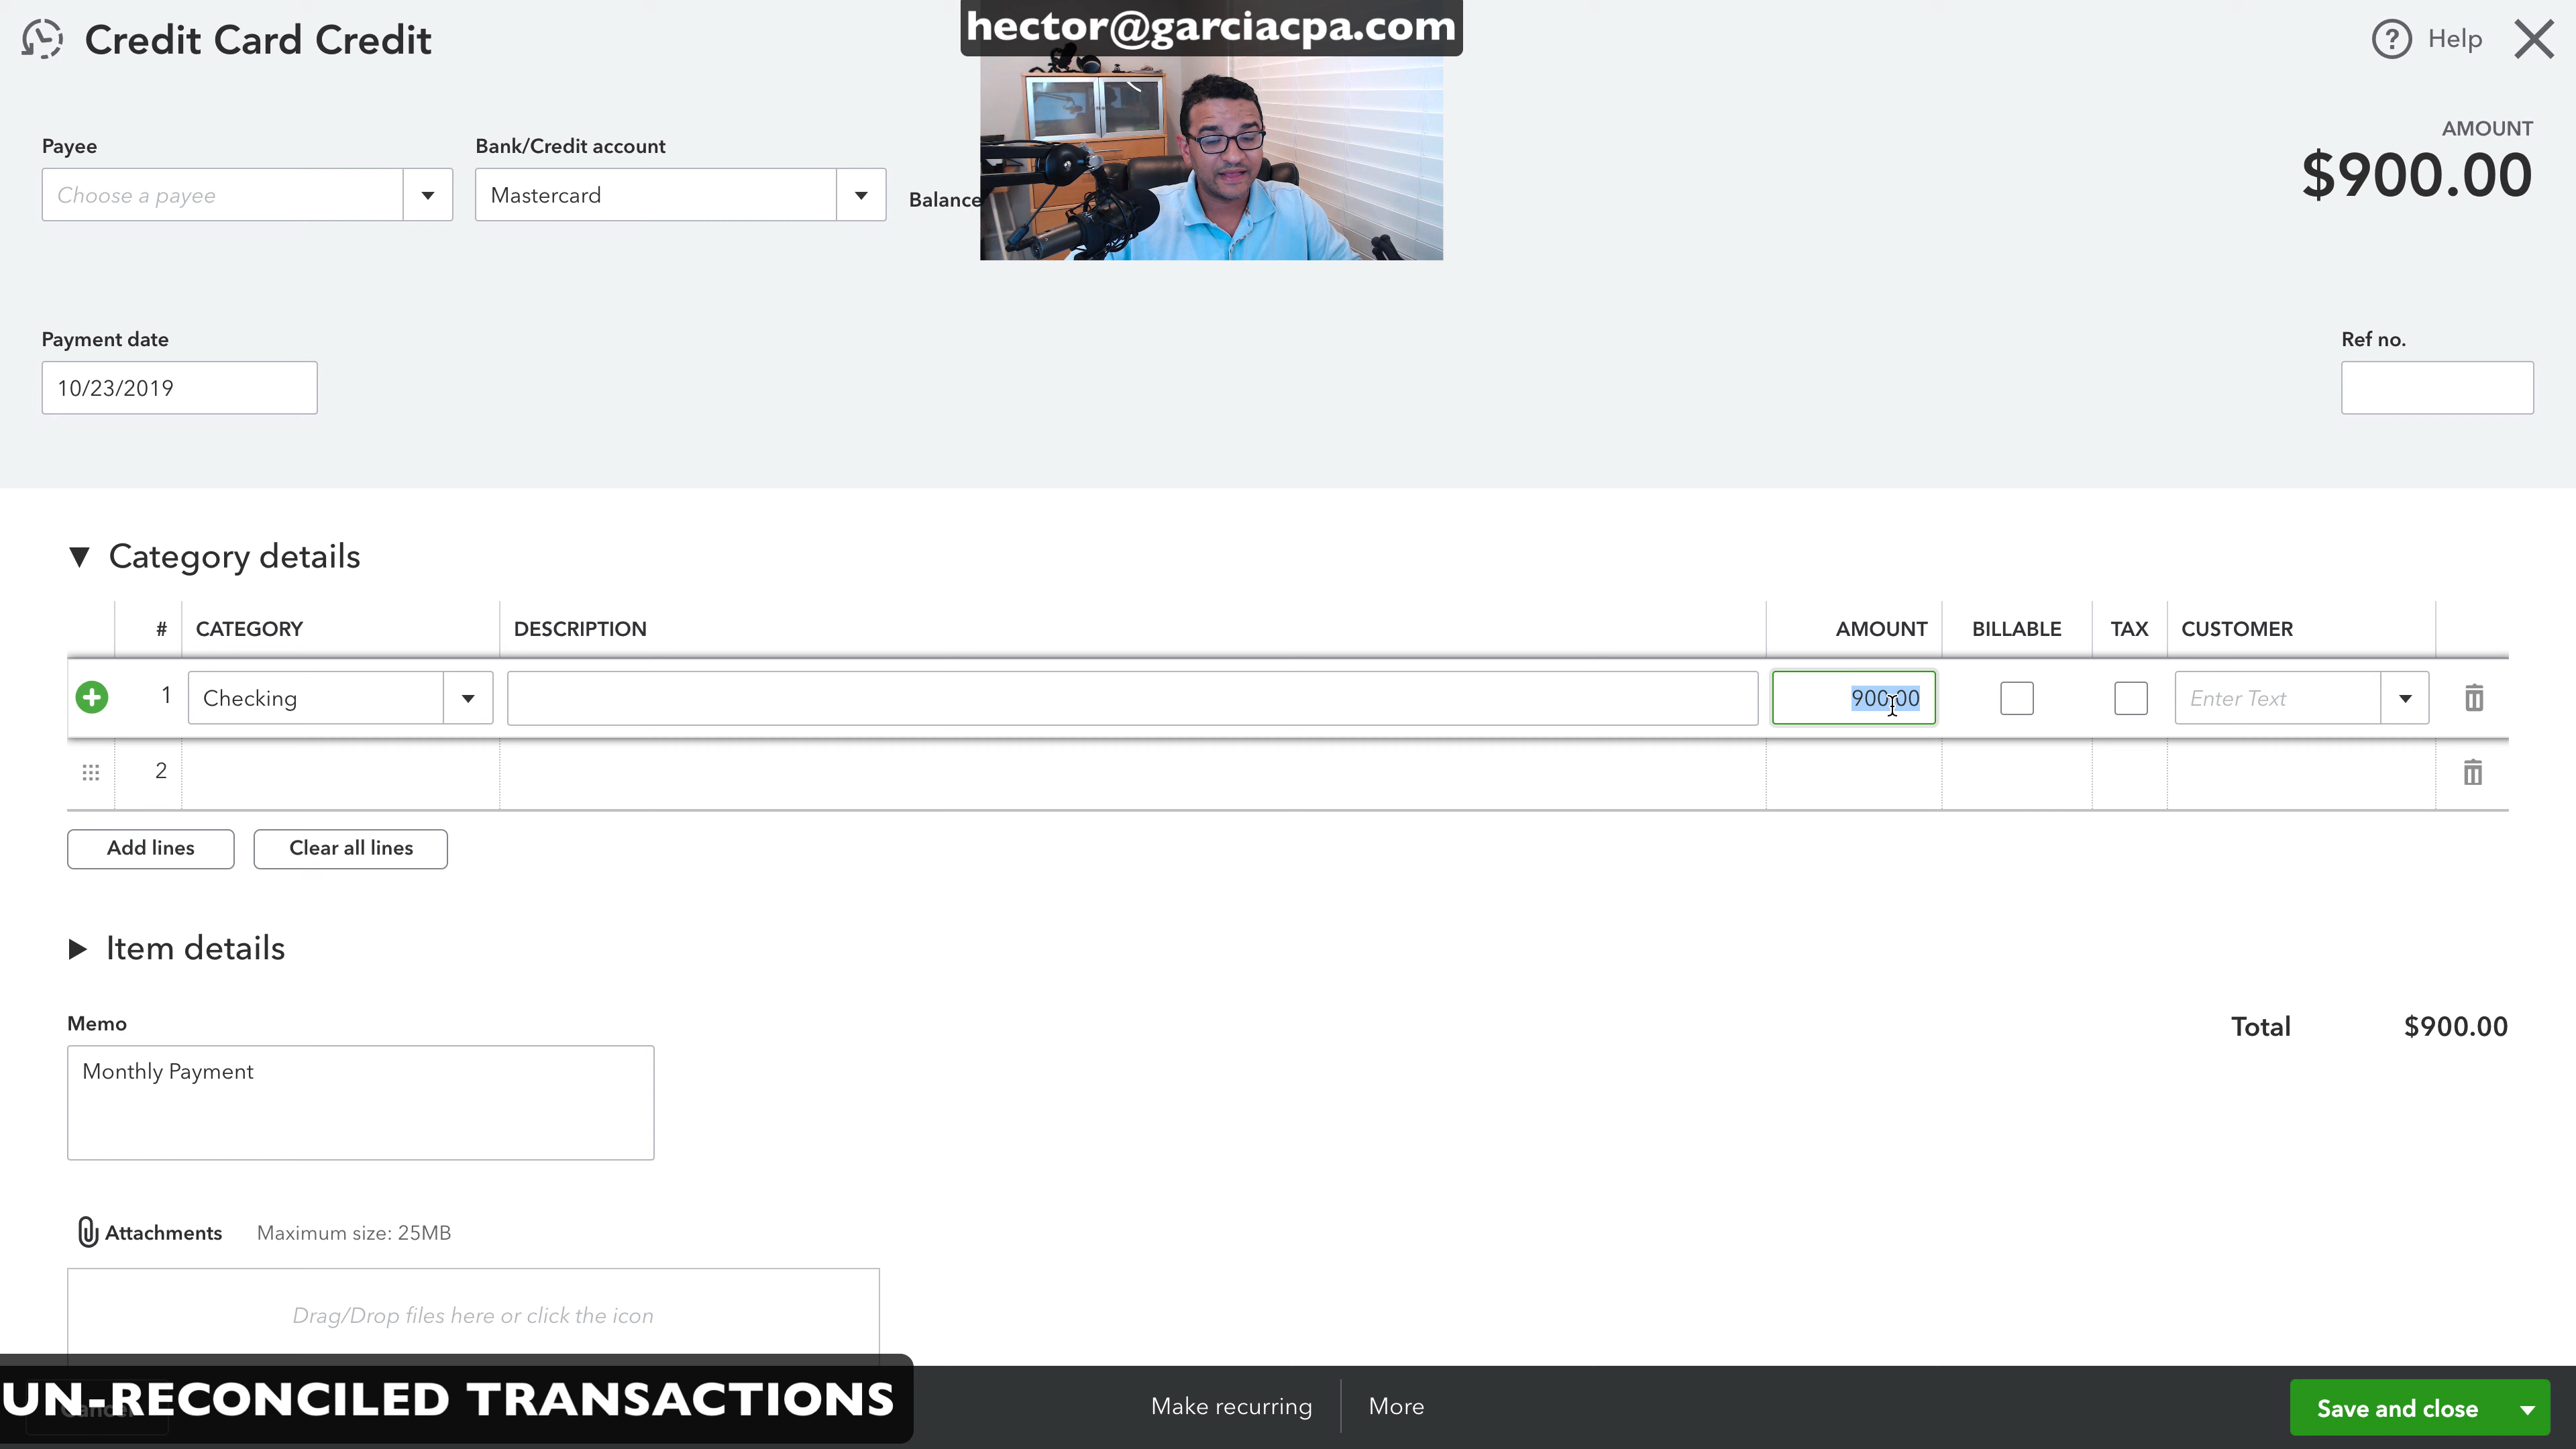 hector@garciacpa.com
Credit Card Credit
Help
Payee
Bank/Credit account
AMOUNT
Choose a payee
Mastercard
Balance
$900.00
Payment date
Ref no.
10/23/2019
Category details
# CATEGORY DESCRIPTION AMOUNT BILLABLE TAX CUSTOMER
1 Checking 900.00 Enter Text
2
Add lines Clear all lines
Item details
Memo
Total $900.00
Monthly Payment
Attachments Maximum size: 25MB
Drag/Drop files here or click the icon
UN-RECONCILED TRANSACTIONS
Cancel
Make recurring More
Save and close